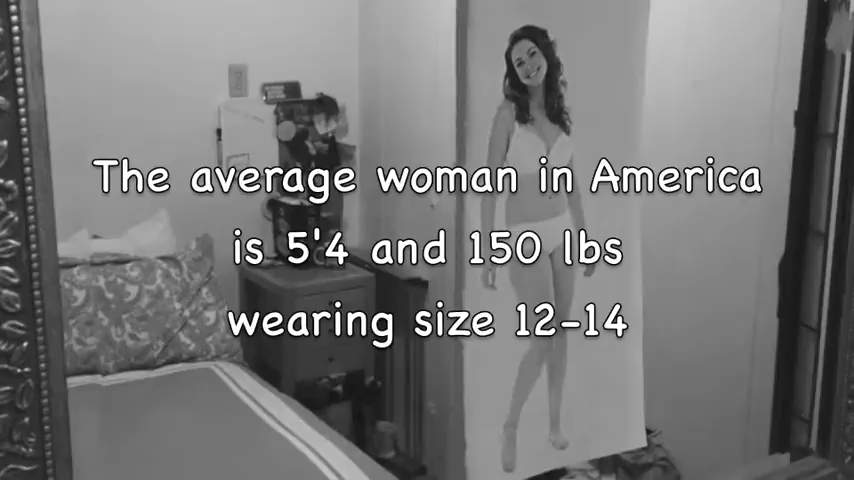 The average woman in America
is 5'4 and 150 lbs
wearing size 12-14